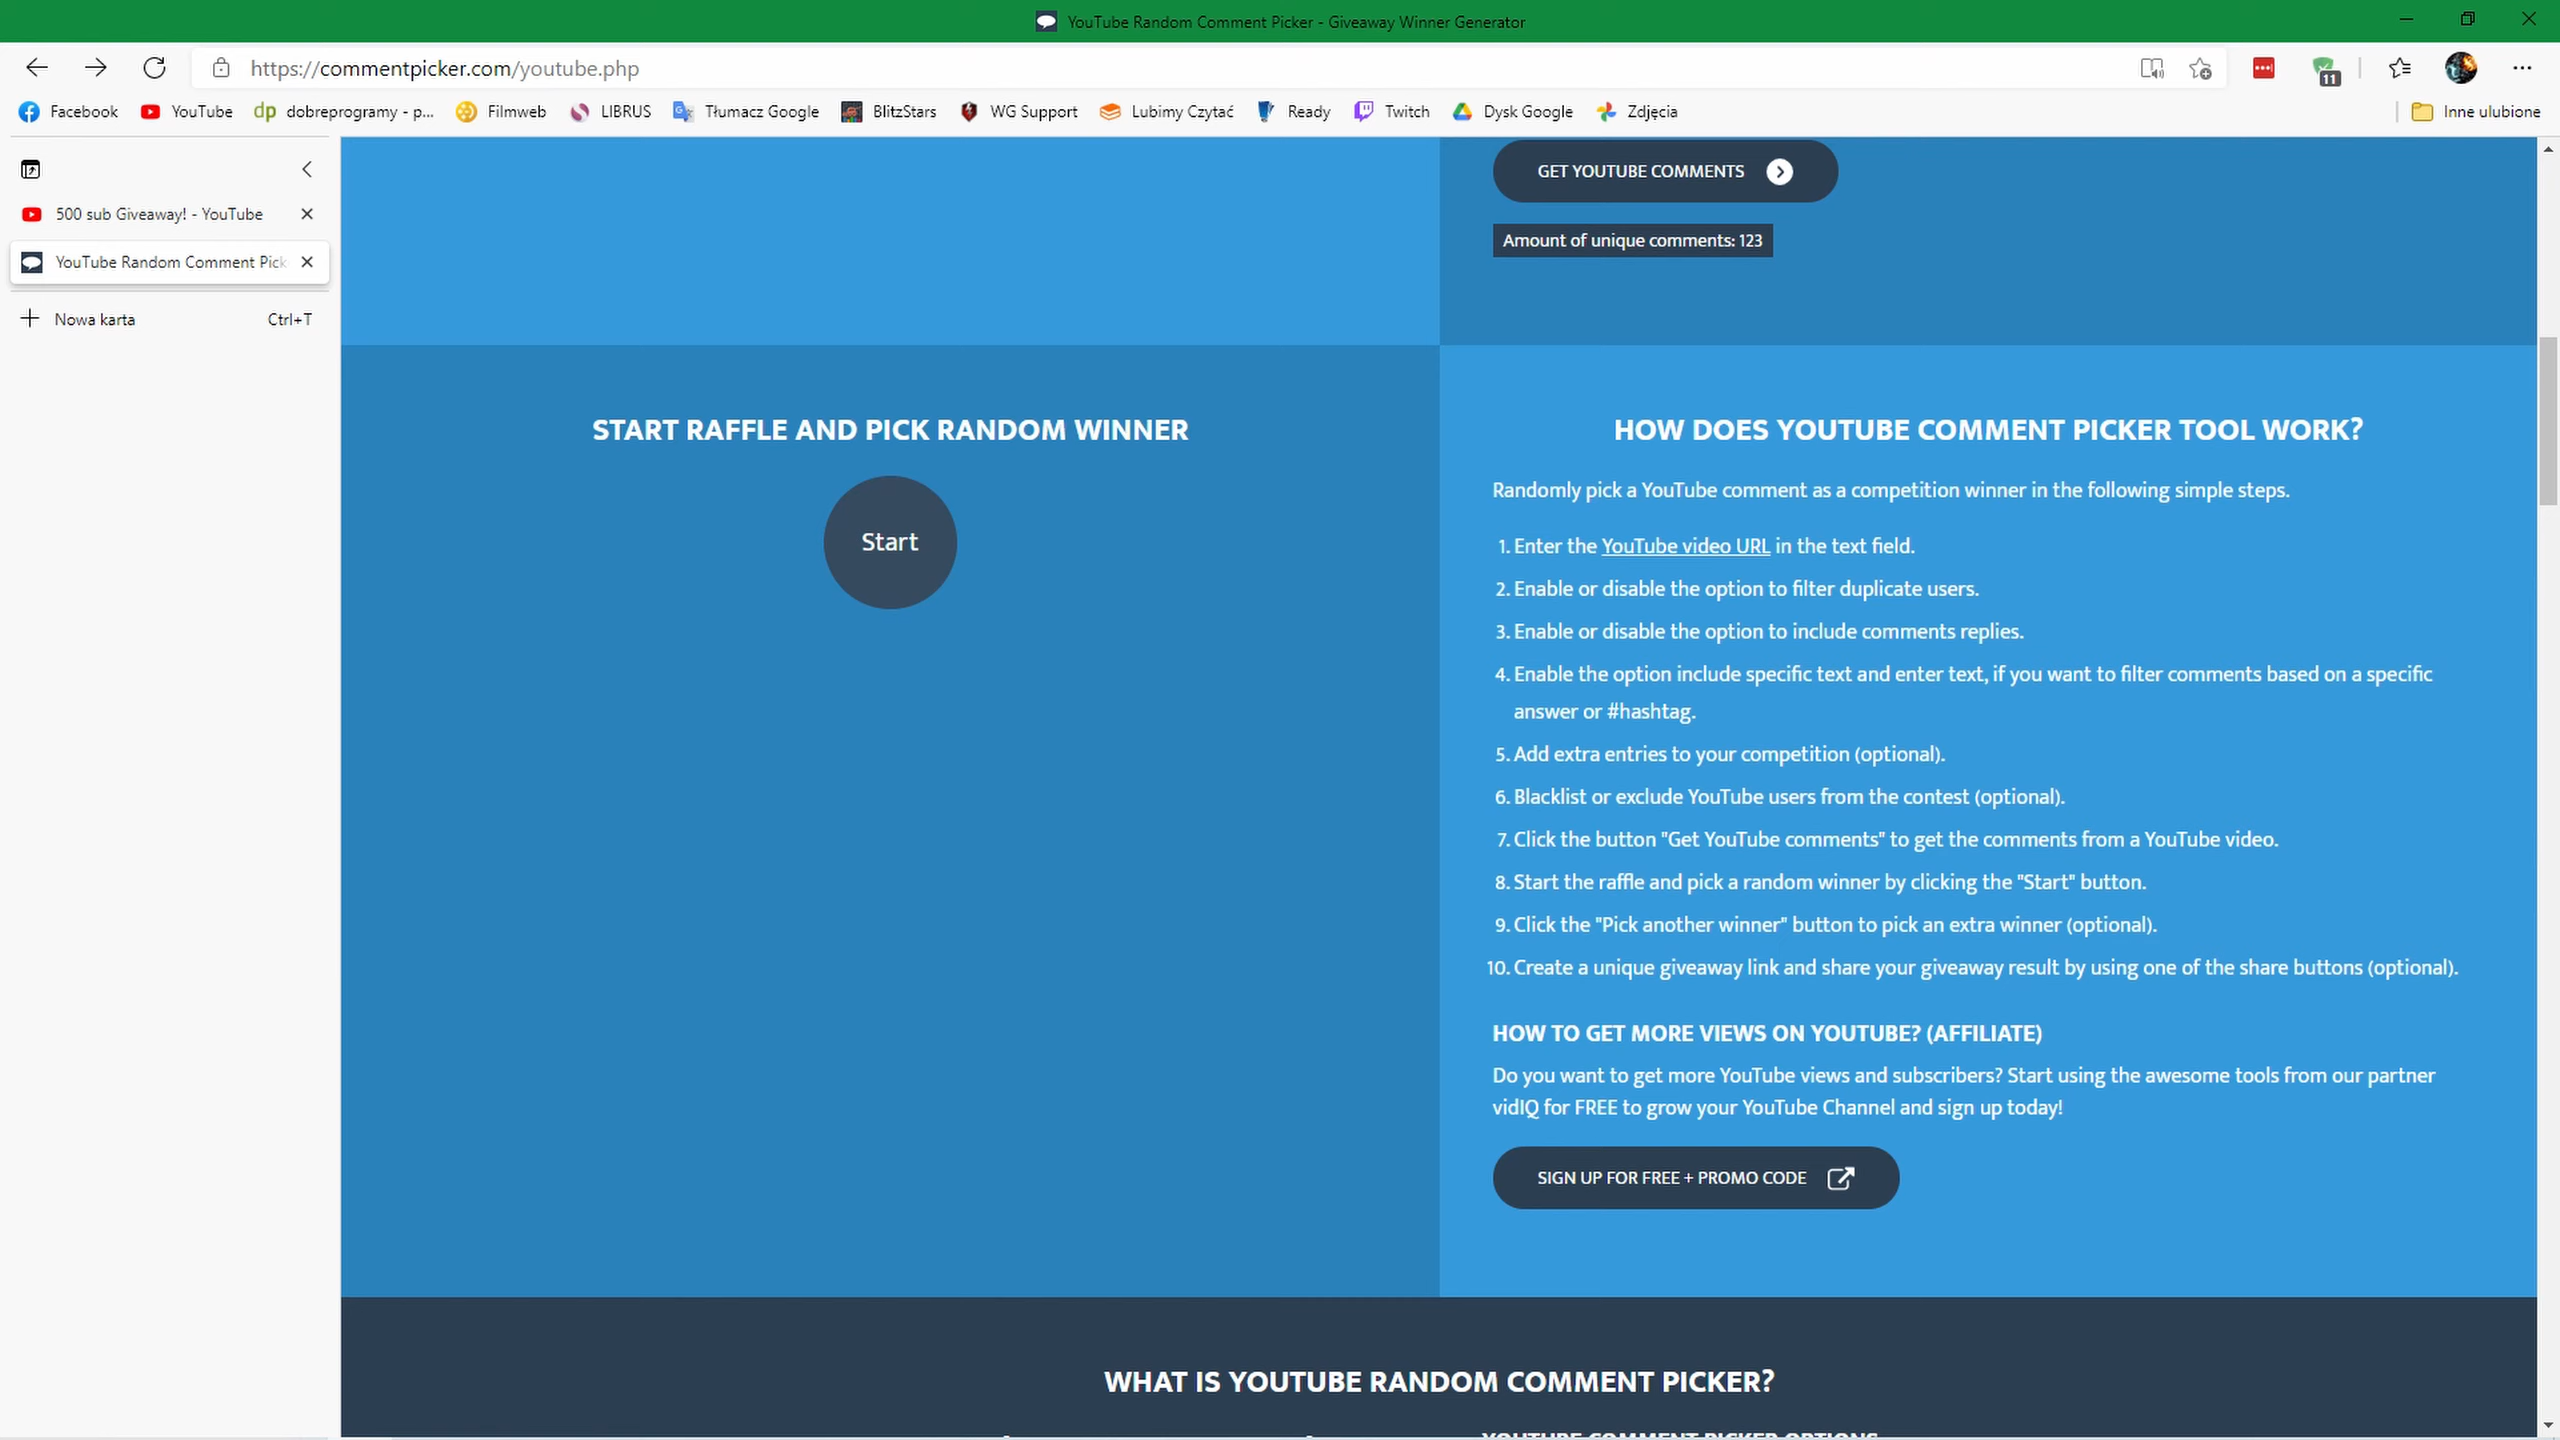 YouTube Random Comment Picker - Giveaway Winner Generator
https://commentpicker.com/youtube.php
11
Facebook YouTube dobreprogramy - p... Filmweb LIBRUS Tłumacz Google BlitzStars WG Support Lubimy Czytać Ready Twitch Dysk Google Zdjęcia Inne ulubione
500 sub Giveaway! - YouTube
YouTube Random Comment Pick
Nowa karta Ctrl+T
GET YOUTUBE COMMENTS
Amount of unique comments: 123
START RAFFLE AND PICK RANDOM WINNER
Start
HOW DOES YOUTUBE COMMENT PICKER TOOL WORK?
Randomly pick a YouTube comment as a competition winner in the following simple steps.
1. Enter the YouTube video URL in the text field.
2. Enable or disable the option to filter duplicate users.
3. Enable or disable the option to include comments replies.
4. Enable the option include specific text and enter text, if you want to filter comments based on a specific
answer or #hashtag.
5. Add extra entries to your competition (optional).
6. Blacklist or exclude YouTube users from the contest (optional).
7. Click the button "Get YouTube comments" to get the comments from a YouTube video.
8. Start the raffle and pick a random winner by clicking the "Start" button.
9. Click the "Pick another winner" button to pick an extra winner (optional).
10. Create a unique giveaway link and share your giveaway result by using one of the share buttons (optional).
HOW TO GET MORE VIEWS ON YOUTUBE? (AFFILIATE)
Do you want to get more YouTube views and subscribers? Start using the awesome tools from our partner
vidIQ for FREE to grow your YouTube Channel and sign up today!
SIGN UP FOR FREE + PROMO CODE
WHAT IS YOUTUBE RANDOM COMMENT PICKER?
YOUTUBE COMMENT PICKER OPTIONS